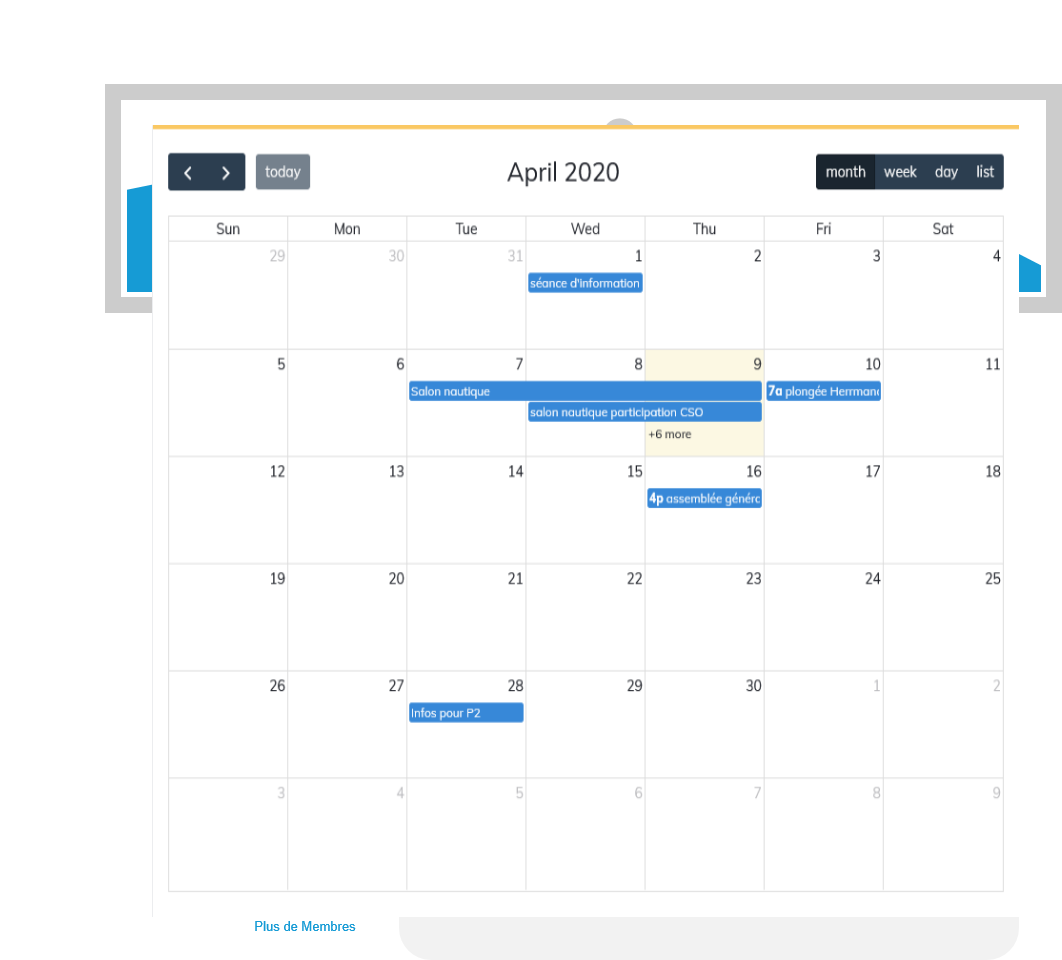 today
April 2020
month week day list
Sun Mon Tue Wed Thu Fri Sat
29 30 31 1 2 3 4
séance d'information
5 6 7 8 9 10 11
Salon nautique 7a plongée Herrmann
salon nautique participation CSO
+6 more
12 13 14 15 16 17 18
4p assemblée généra
19 20 21 22 23 24 25
26 27 28 29 30 1 2
Infos pour P2
3 4 5 6 7 8 9
Plus de Membres